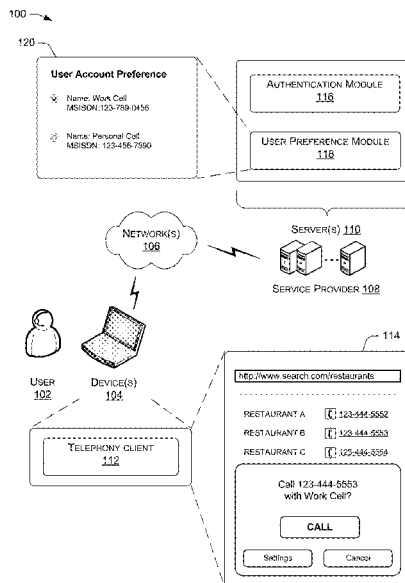 100
120
User Account Preference
Name: Work Cell
MSISDN:123-789-0456
Name: Personal Cell
MSISDN: 123-456-7890
AUTHENTICATION MODULE
116
USER PREFERENCE MODULE
118
NETWORK(S)
106
SERVER(S) 110
SERVICE PROVIDER 108
USER
102
DEVICE(S)
104
TELEPHONY CLIENT
112
114
http://www.search.com/restaurants
RESTAURANT A 123-444-5552
RESTAURANT B 123-444-5553
RESTAURANT C 123-444-5554
Call 123-444-5553
with Work Cell?
CALL
Settings Cancel